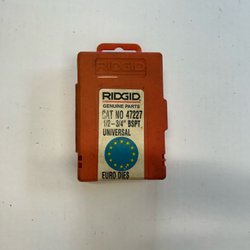 RIDGID
RIDGID
GENUINE PARTS
CAT NO 47227
1/2-3/4" BSPT
UNIVERSAL
EURO DIES